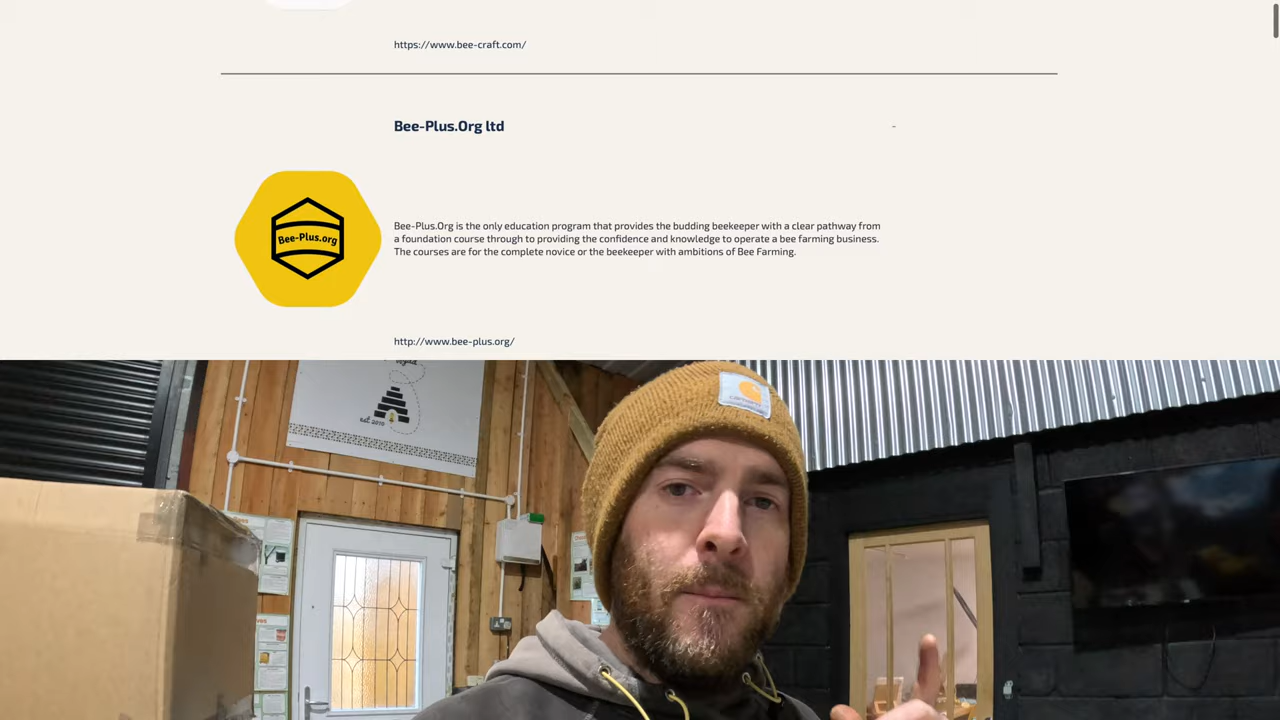 https://www.bee-craft.com/
Bee-Plus.Org ltd
-
Bee-Plus.org
Bee-Plus.Org is the only education program that provides the budding beekeeper with a clear pathway from
a foundation course through to providing the confidence and knowledge to operate a bee farming business.
The courses are for the complete novice or the beekeeper with ambitions of Bee Farming.
http://www.bee-plus.org/
est. 2010
carhartt